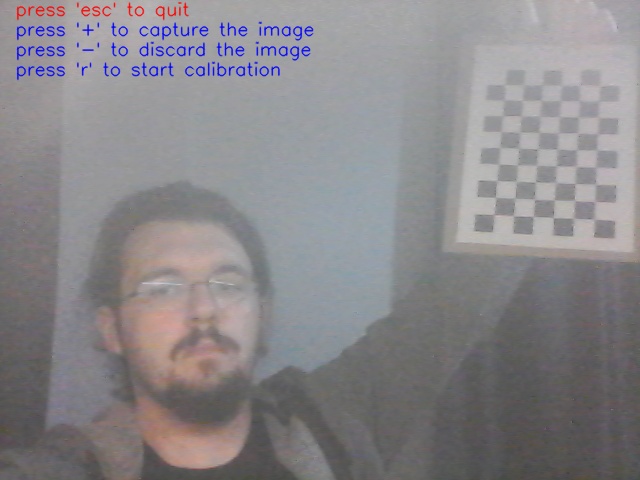 press 'esc' to quit
press '+' to capture the image
press '-' to discard the image
press 'r' to start calibration